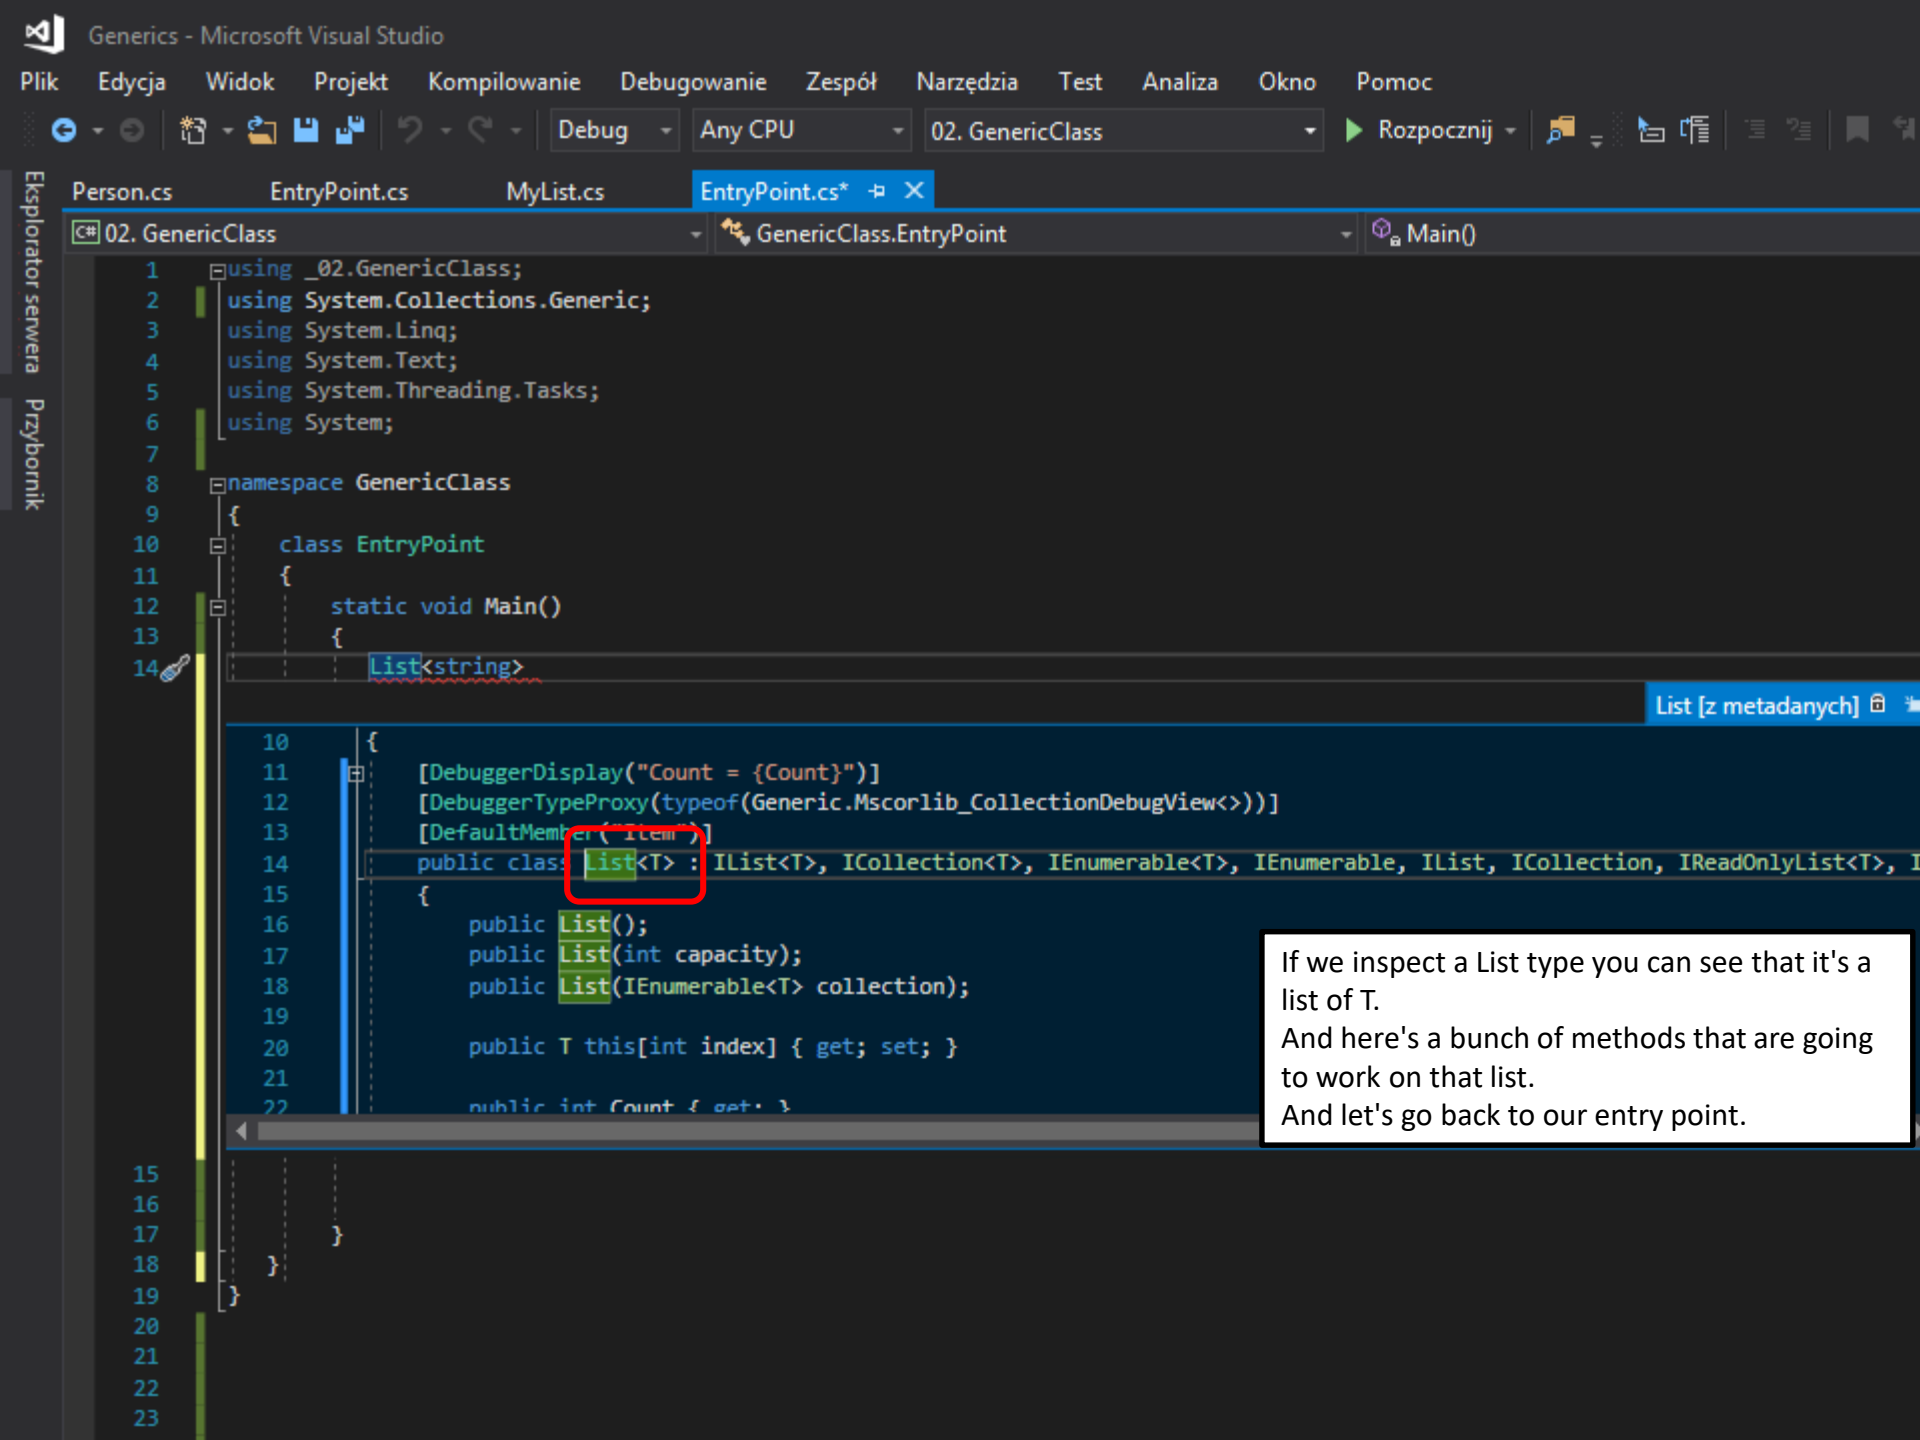 Generics - Microsoft Visual Studio
Plik Edycja Widok Projekt Kompilowanie Debugowanie Zespół Narzędzia Test Analiza Okno Pomoc
Debug Any CPU 02. GenericClass Rozpocznij
Eksplorator serwera
Przybornik
Person.cs EntryPoint.cs MyList.cs EntryPoint.cs*
C# 02. GenericClass GenericClass.EntryPoint Main()
1 using _02.GenericClass;
2 using System.Collections.Generic;
3 using System.Linq;
4 using System.Text;
5 using System.Threading.Tasks;
6 using System;
7
8 namespace GenericClass
9 {
10 class EntryPoint
11 {
12 static void Main()
13 {
14 List<string>
List [z metadanych]
10 {
11 [DebuggerDisplay("Count = {Count}")]
12 [DebuggerTypeProxy(typeof(Generic.Mscorlib_CollectionDebugView<>))]
13 [DefaultMember("Item")]
14 public class List<T> : IList<T>, ICollection<T>, IEnumerable<T>, IEnumerable, IList, ICollection, IReadOnlyList<T>, I
15 {
16 public List();
17 public List(int capacity);
18 public List(IEnumerable<T> collection);
19
20 public T this[int index] { get; set; }
21
22 public int Count { get; }
If we inspect a List type you can see that it's a
list of T.
And here's a bunch of methods that are going
to work on that list.
And let's go back to our entry point.
15
16
17 }
18 }
19 }
20
21
22
23